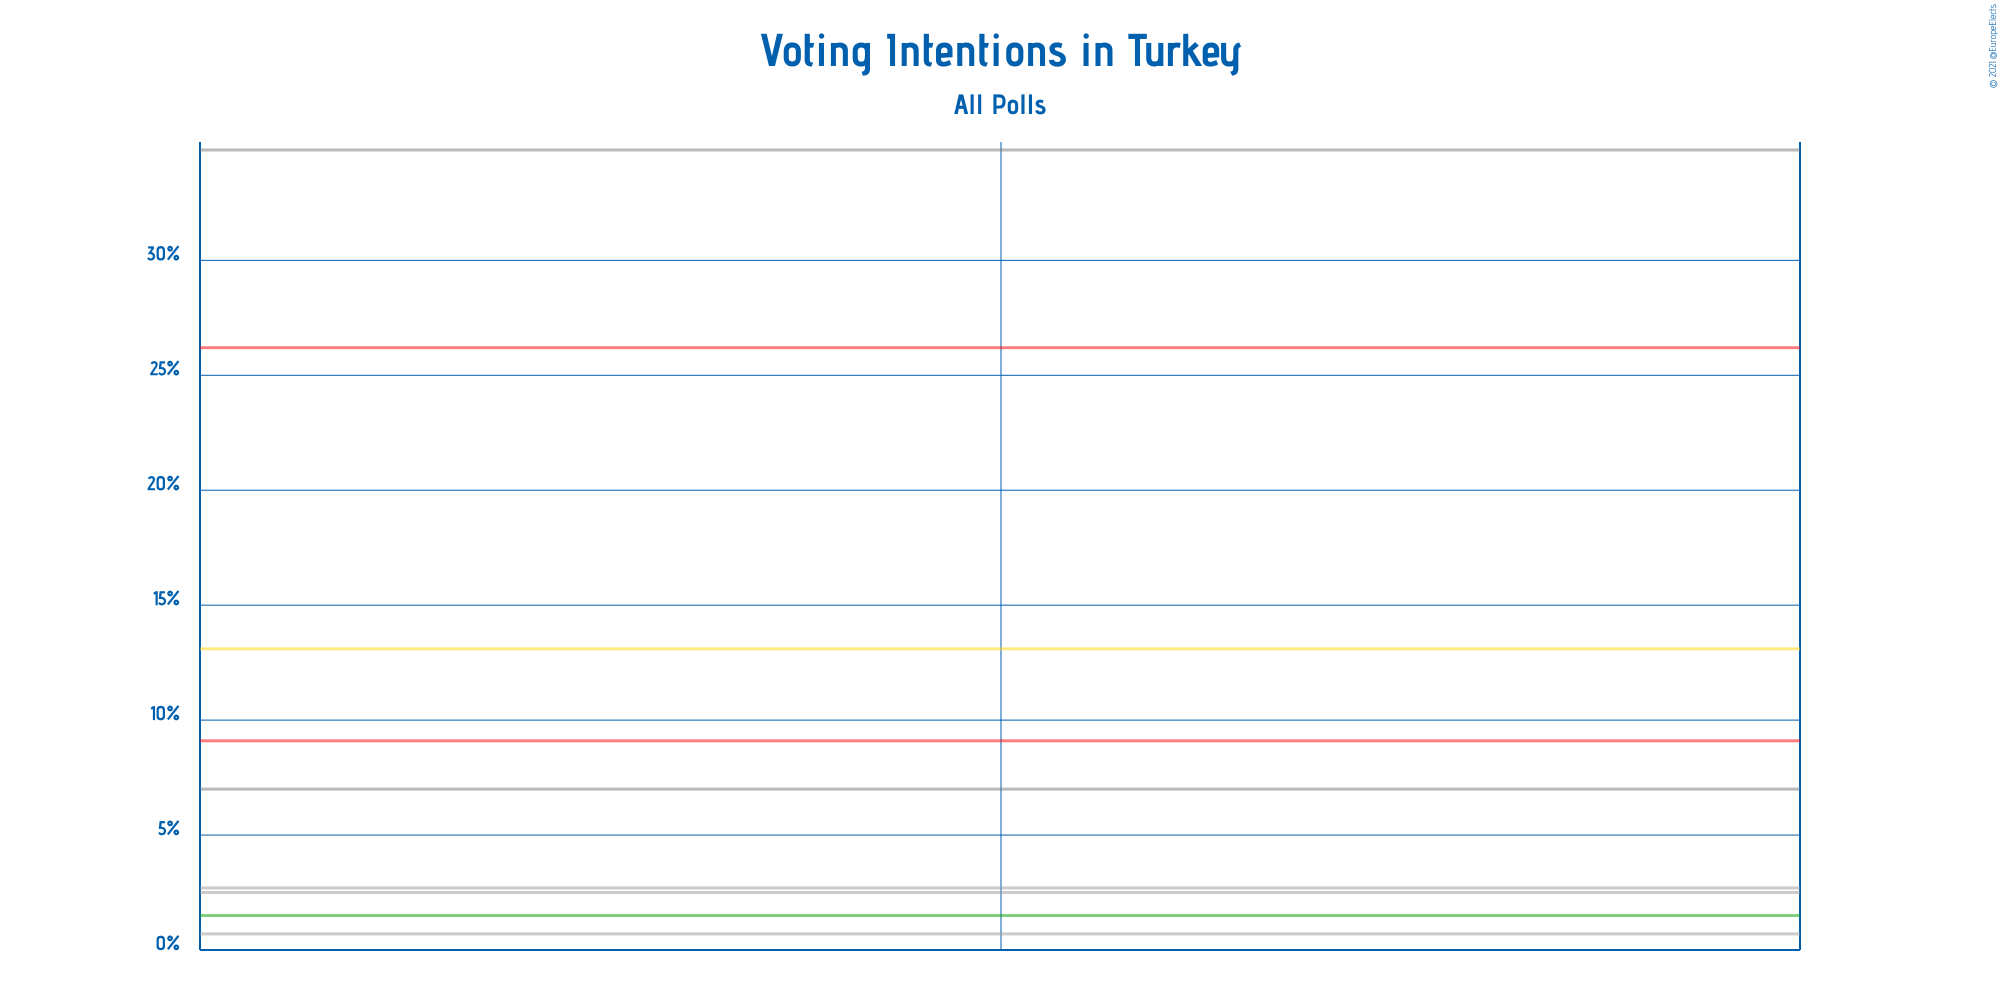 Voting Intentions in Turkey
All Polls
30%
25%
20%
15%
10%
5%
0%
© 2021 @EuropeElects